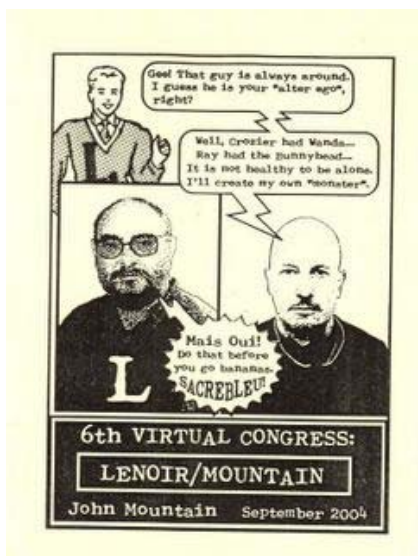 Gee! That guy is always around.
I guess he is your "alter ego",
right?
Well, Crozier had Wanda...
Ray had the Bunnyhead...
It is not healthy to be alone.
I'll create my own "monster".
L
L
Mais Oui!
Do that before
you go bananas.
SACREBLEU!
6th VIRTUAL CONGRESS:
LENOIR/MOUNTAIN
John Mountain September 2004